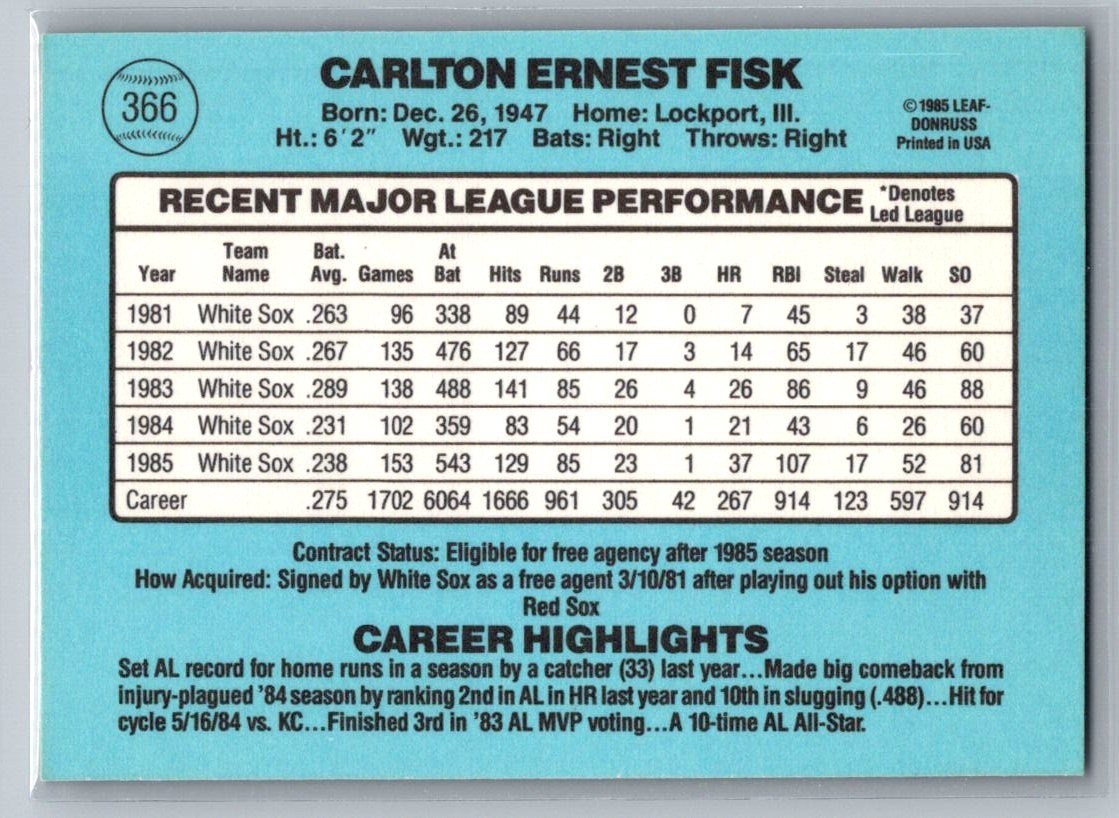 366
CARLTON ERNEST FISK
Born: Dec. 26, 1947 Home: Lockport, Ill.
Ht.: 6'2" Wgt.: 217 Bats: Right Throws: Right
©1985 LEAF-
DONRUSS
Printed in USA
RECENT MAJOR LEAGUE PERFORMANCE
*Denotes
Led League
Year Team Name Bat. Avg. Games At Bat Hits Runs 2B 3B HR RBI Steal Walk SO
1981 White Sox .263 96 338 89 44 12 0 7 45 3 38 37
1982 White Sox .267 135 476 127 66 17 3 14 65 17 46 60
1983 White Sox .289 138 488 141 85 26 4 26 86 9 46 88
1984 White Sox .231 102 359 83 54 20 1 21 43 6 26 60
1985 White Sox .238 153 543 129 85 23 1 37 107 17 52 81
Career .275 1702 6064 1666 961 305 42 267 914 123 597 914
Contract Status: Eligible for free agency after 1985 season
How Acquired: Signed by White Sox as a free agent 3/10/81 after playing out his option with
Red Sox
CAREER HIGHLIGHTS
Set AL record for home runs in a season by a catcher (33) last year...Made big comeback from
injury-plagued '84 season by ranking 2nd in AL in HR last year and 10th in slugging (.488)...Hit for
cycle 5/16/84 vs. KC...Finished 3rd in '83 AL MVP voting...A 10-time AL All-Star.